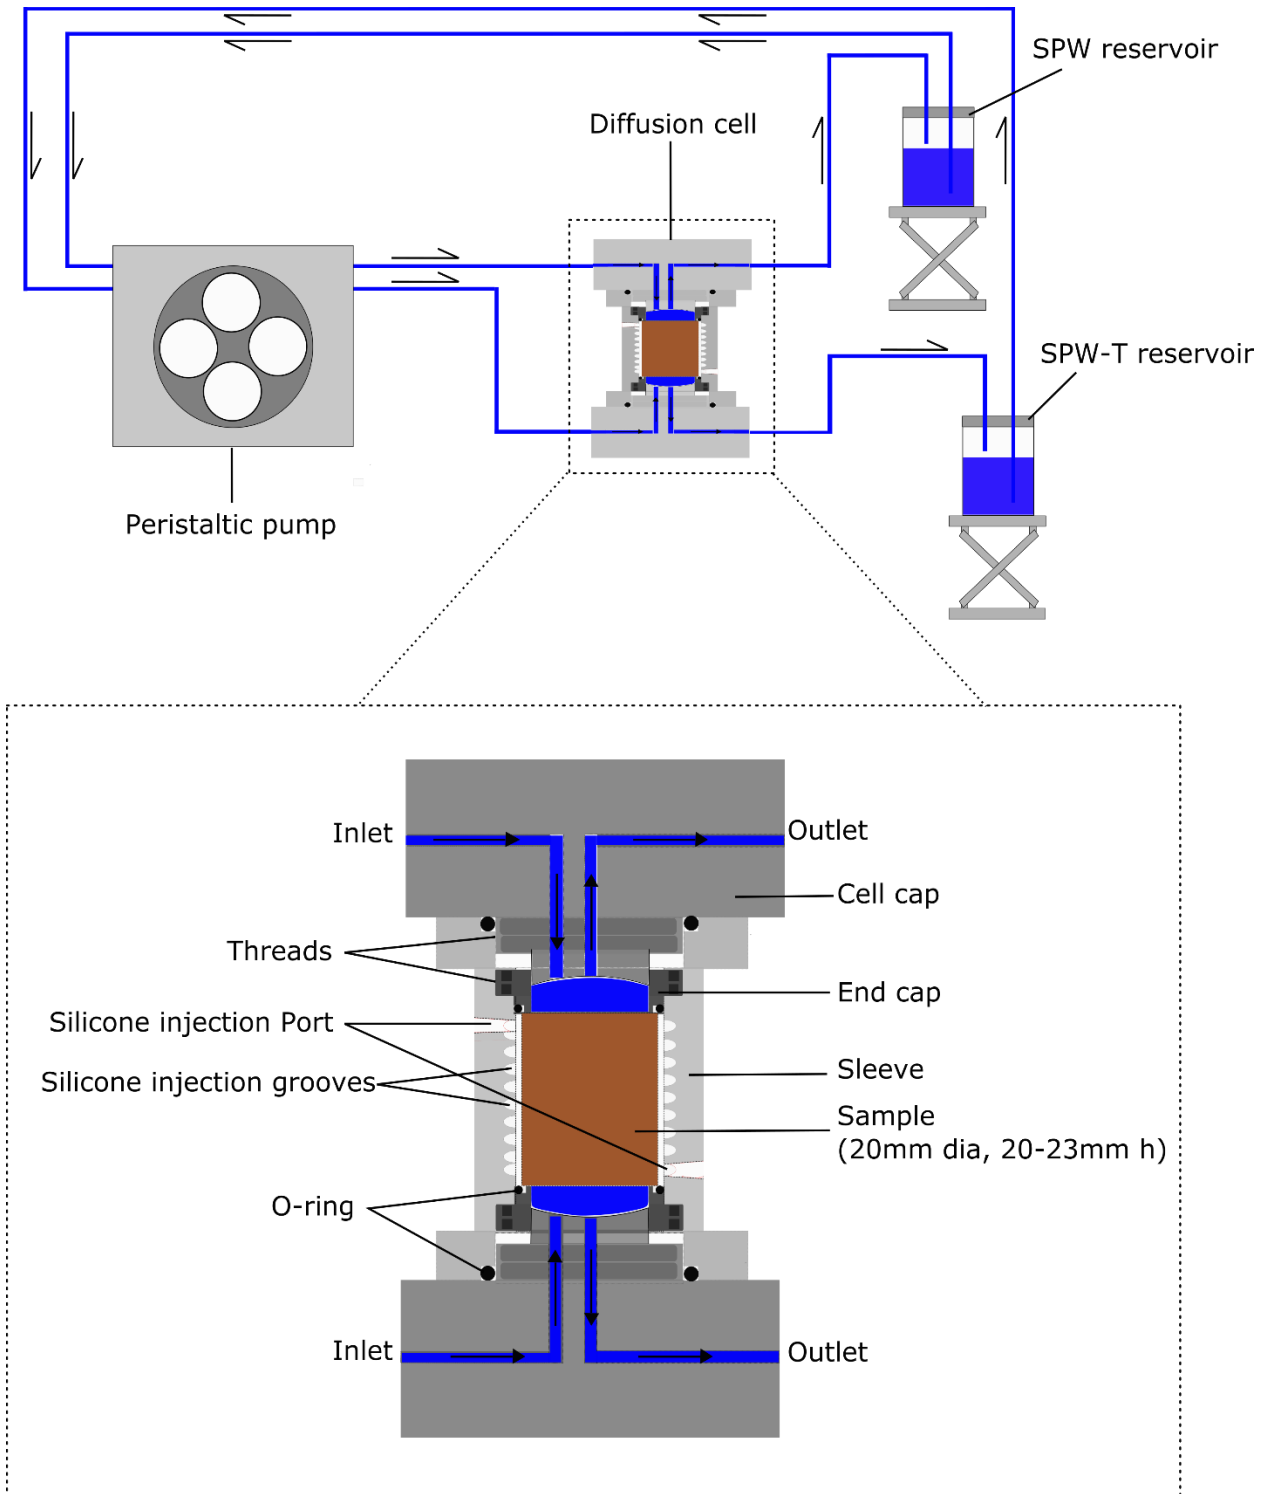 SPW reservoir
Diffusion cell
SPW-T reservoir
Peristaltic pump
Inlet
Outlet
Cell cap
Threads
End cap
Silicone injection Port
Silicone injection grooves
Sleeve
Sample
(20mm dia, 20-23mm h)
O-ring
Inlet
Outlet